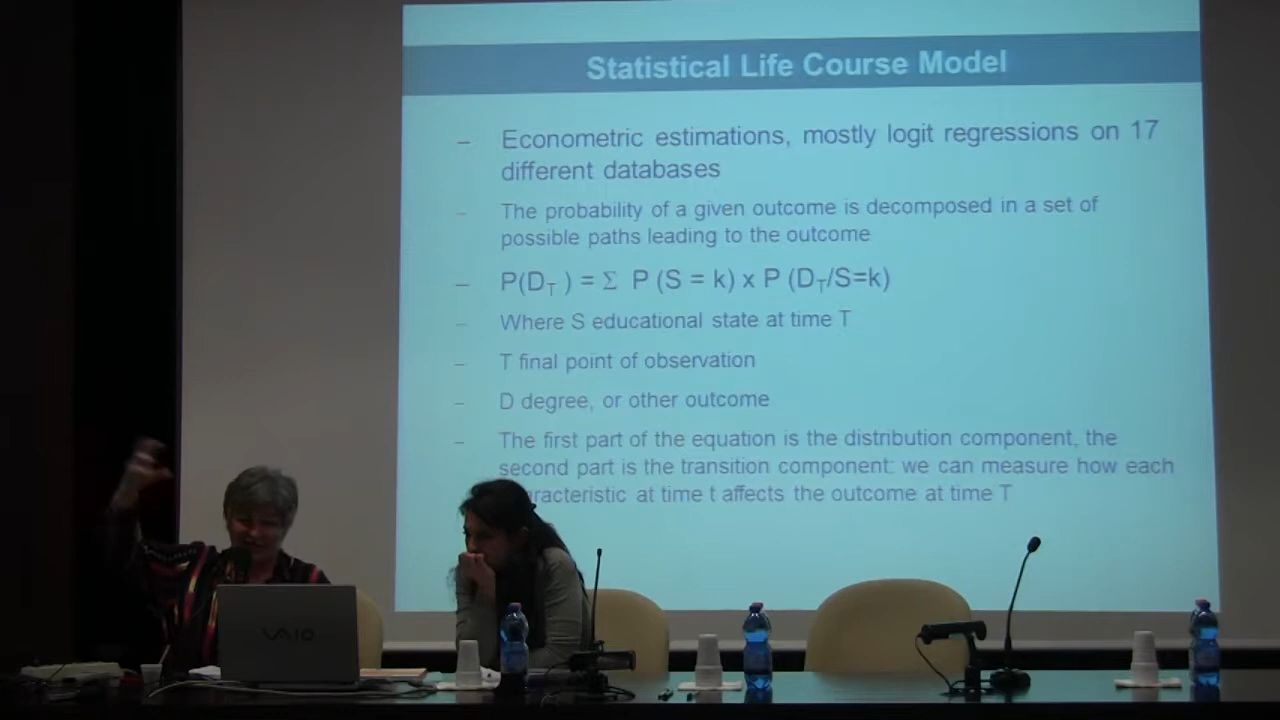 Statistical Life Course Model
– Econometric estimations, mostly logit regressions on 17
different databases
– The probability of a given outcome is decomposed in a set of
possible paths leading to the outcome
– P(D_T ) = Σ P (S = k) x P (D_T/S=k)
– Where S educational state at time T
– T final point of observation
– D degree, or other outcome
– The first part of the equation is the distribution component, the
second part is the transition component: we can measure how each
aracteristic at time t affects the outcome at time T
VAIO